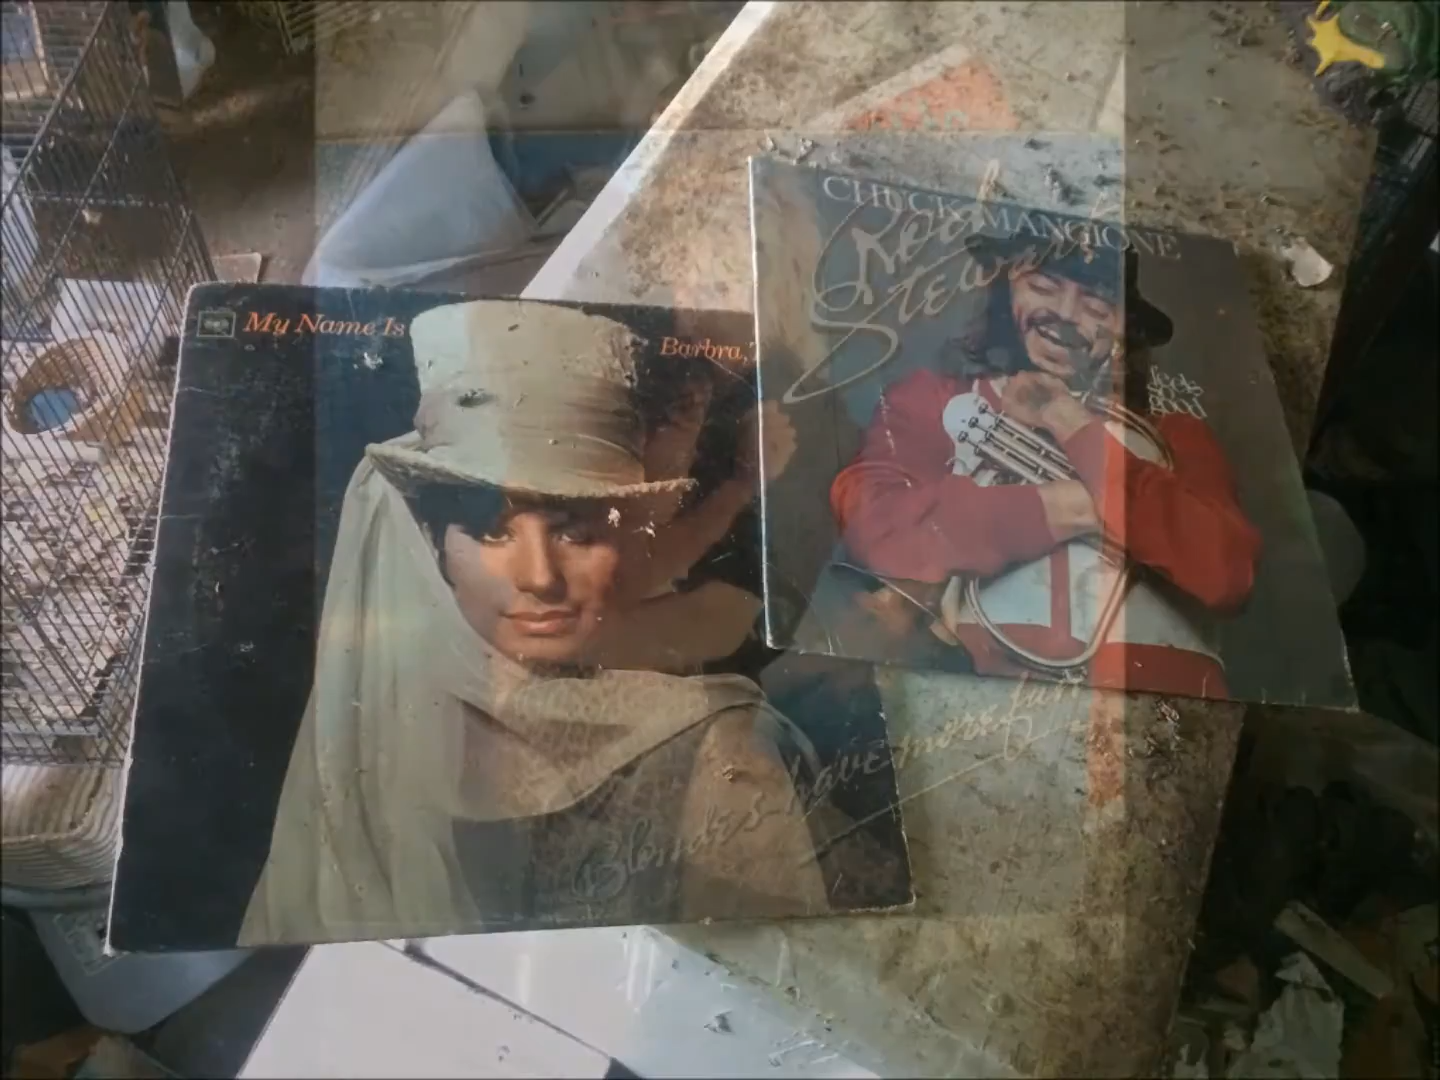 My Name Is
Barbra,
CHUCK MANGIONE
Rod
Stewart
feels
so
good
Blondes have more fun